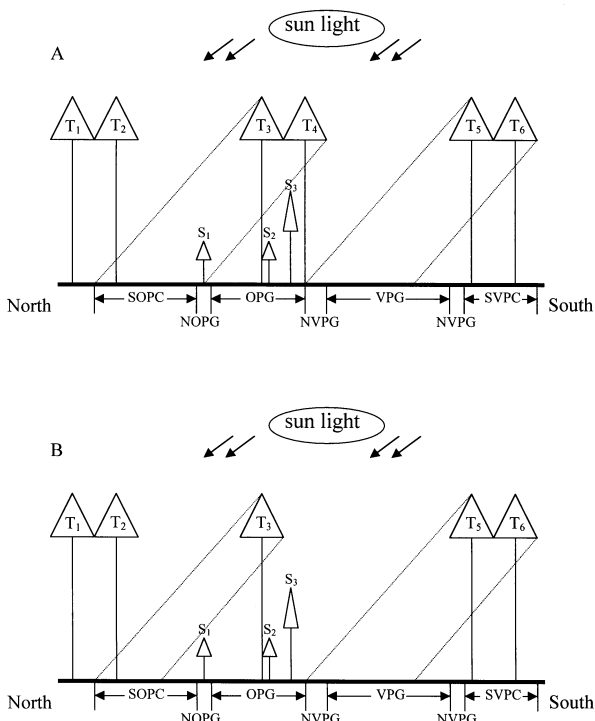 sun light
A
T1 T2 T3 T4 T5 T6
S3
S1 S2
SOPC OPG VPG SVPC
North South
NOPG NVPG NVPG
sun light
B
T1 T2 T3 T5 T6
S3
S1 S2
SOPC OPG VPG SVPC
North South
NOPG NVPG NVPG